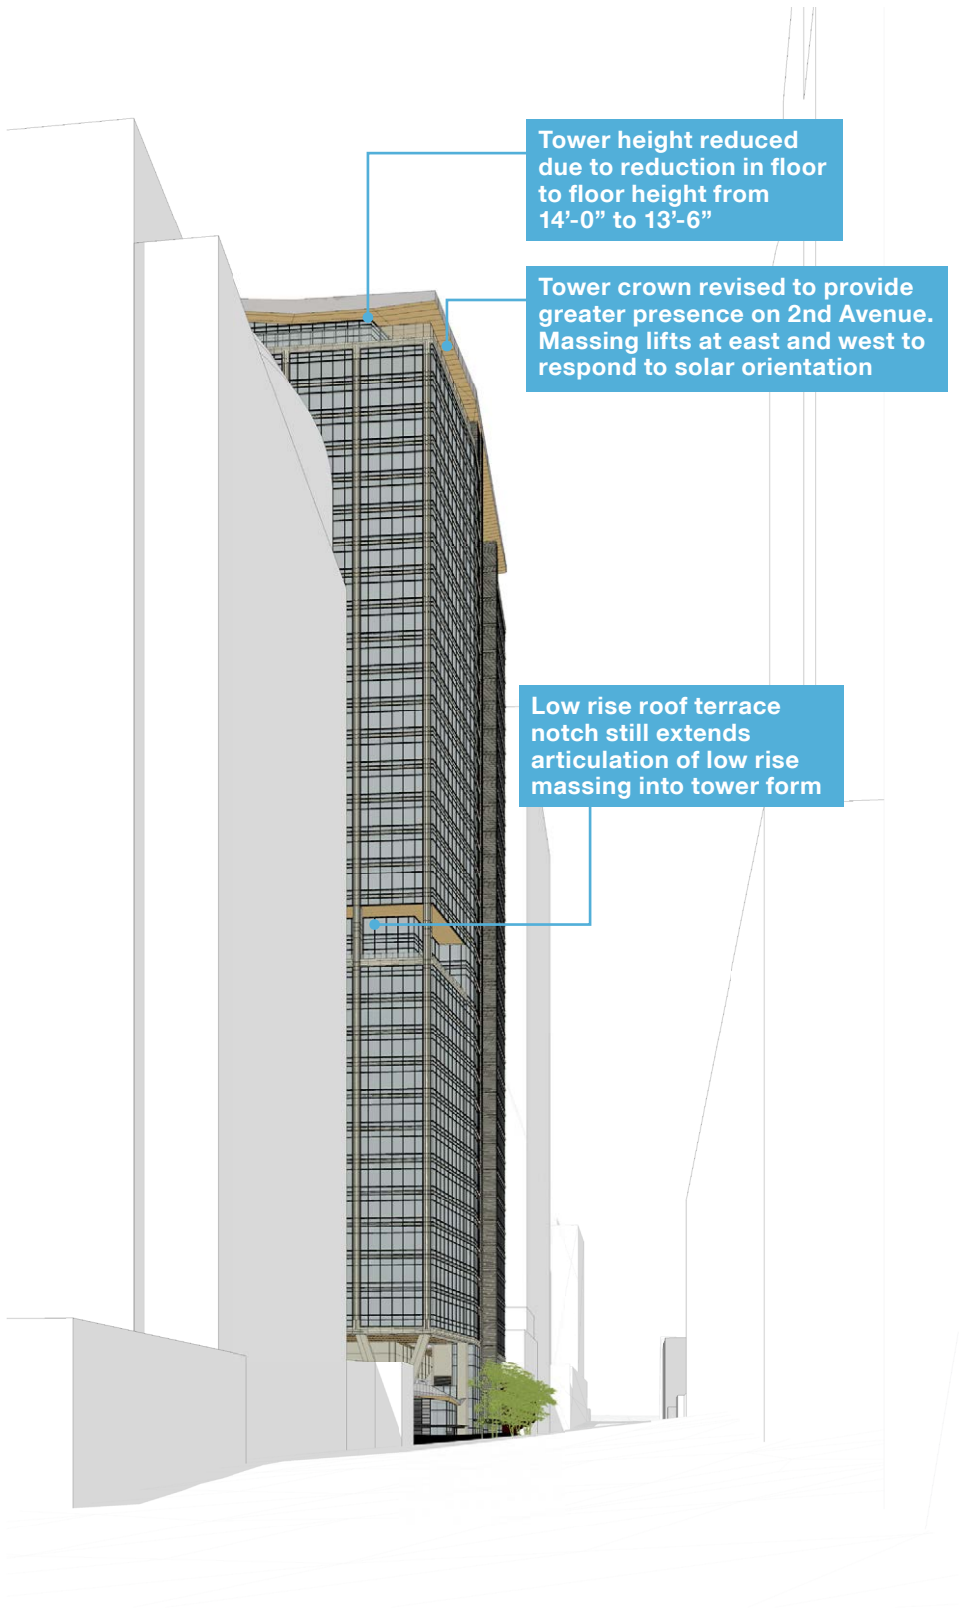 Tower height reduced
due to reduction in floor
to floor height from
14’-0” to 13’-6”
Tower crown revised to provide
greater presence on 2nd Avenue.
Massing lifts at east and west to
respond to solar orientation
Low rise roof terrace
notch still extends
articulation of low rise
massing into tower form